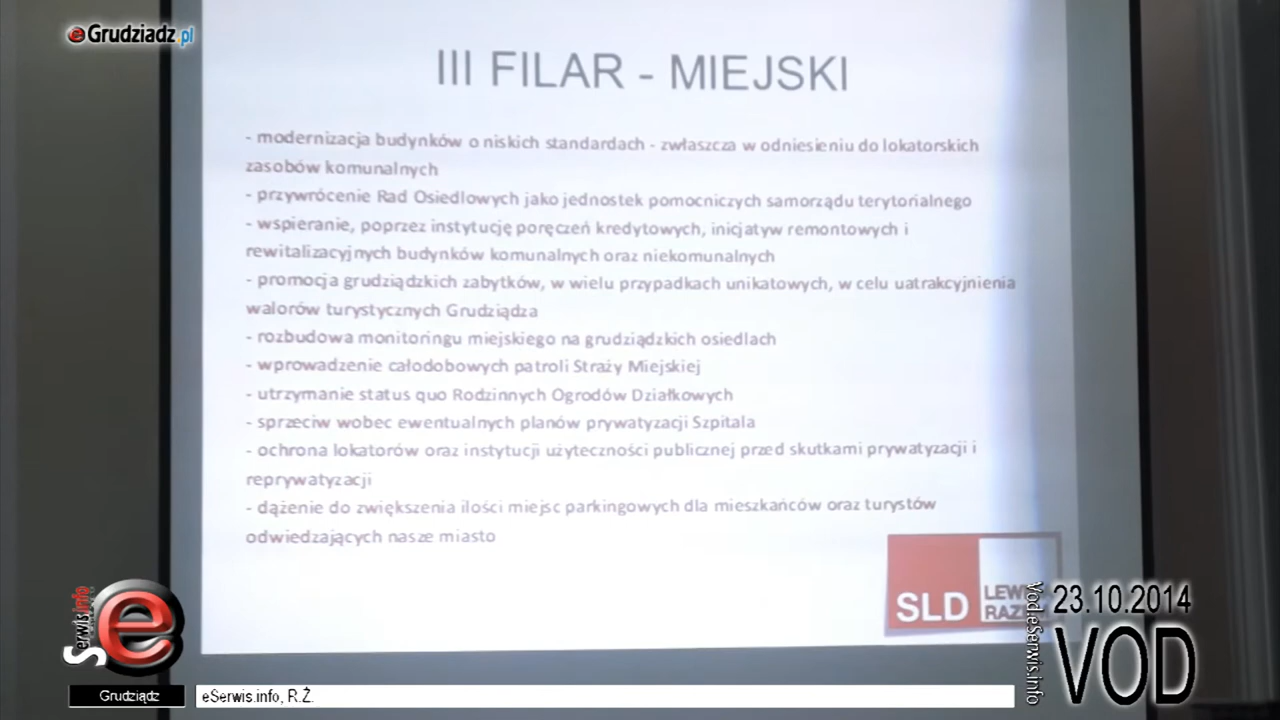 eGrudziadz.pl
III FILAR - MIEJSKI
- modernizacja budynków o niskich standardach - zwłaszcza w odniesieniu do lokatorskich
zasobów komunalnych
- przywrócenie Rad Osiedlowych jako jednostek pomocniczych samorządu terytorialnego
- wspieranie, poprzez instytucję poręczeń kredytowych, inicjatyw remontowych i
rewitalizacyjnych budynków komunalnych oraz niekomunalnych
- promocja grudziądzkich zabytków, w wielu przypadkach unikatowych, w celu uatrakcyjnienia
walorów turystycznych Grudziądza
- rozbudowa monitoringu miejskiego na grudziądzkich osiedlach
- wprowadzenie całodobowych patroli Straży Miejskiej
- utrzymanie status quo Rodzinnych Ogrodów Działkowych
- sprzeciw wobec ewentualnych planów prywatyzacji Szpitala
- ochrona lokatorów oraz instytucji użyteczności publicznej przed skutkami prywatyzacji i
reprywatyzacji
- dążenie do zwiększenia ilości miejsc parkingowych dla mieszkańców oraz turystów
odwiedzających nasze miasto
SLD
LEW
RAZ
Vod.eSerwis.info
23.10.2014
VOD
Serwis.info
e
Grudziądz
eSerwis.info, R.Ż.